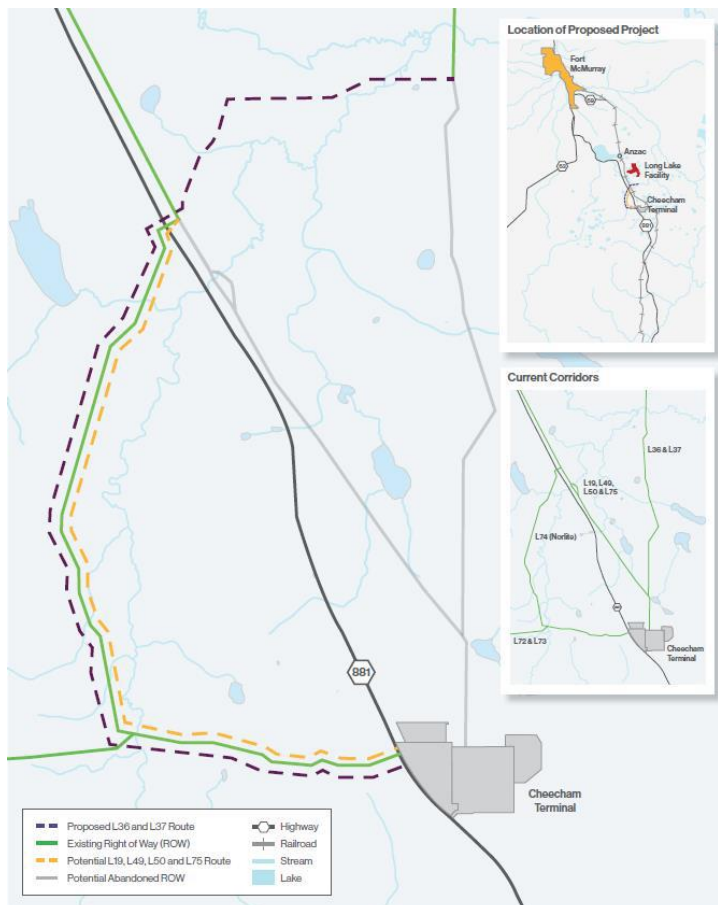 Location of Proposed Project
Fort
McMurray
69
Anzac
63
Long Lake
Facility
Cheecham
Terminal
881
Current Corridors
L36 & L37
L19, L49,
L50 & L75
L74 (Norlite)
881
L72 & L73
Cheecham
Terminal
881
Cheecham
Terminal
Proposed L36 and L37 Route
Existing Right of Way (ROW)
Potential L19, L49, L50 and L75 Route
Potential Abandoned ROW
Highway
Railroad
Stream
Lake